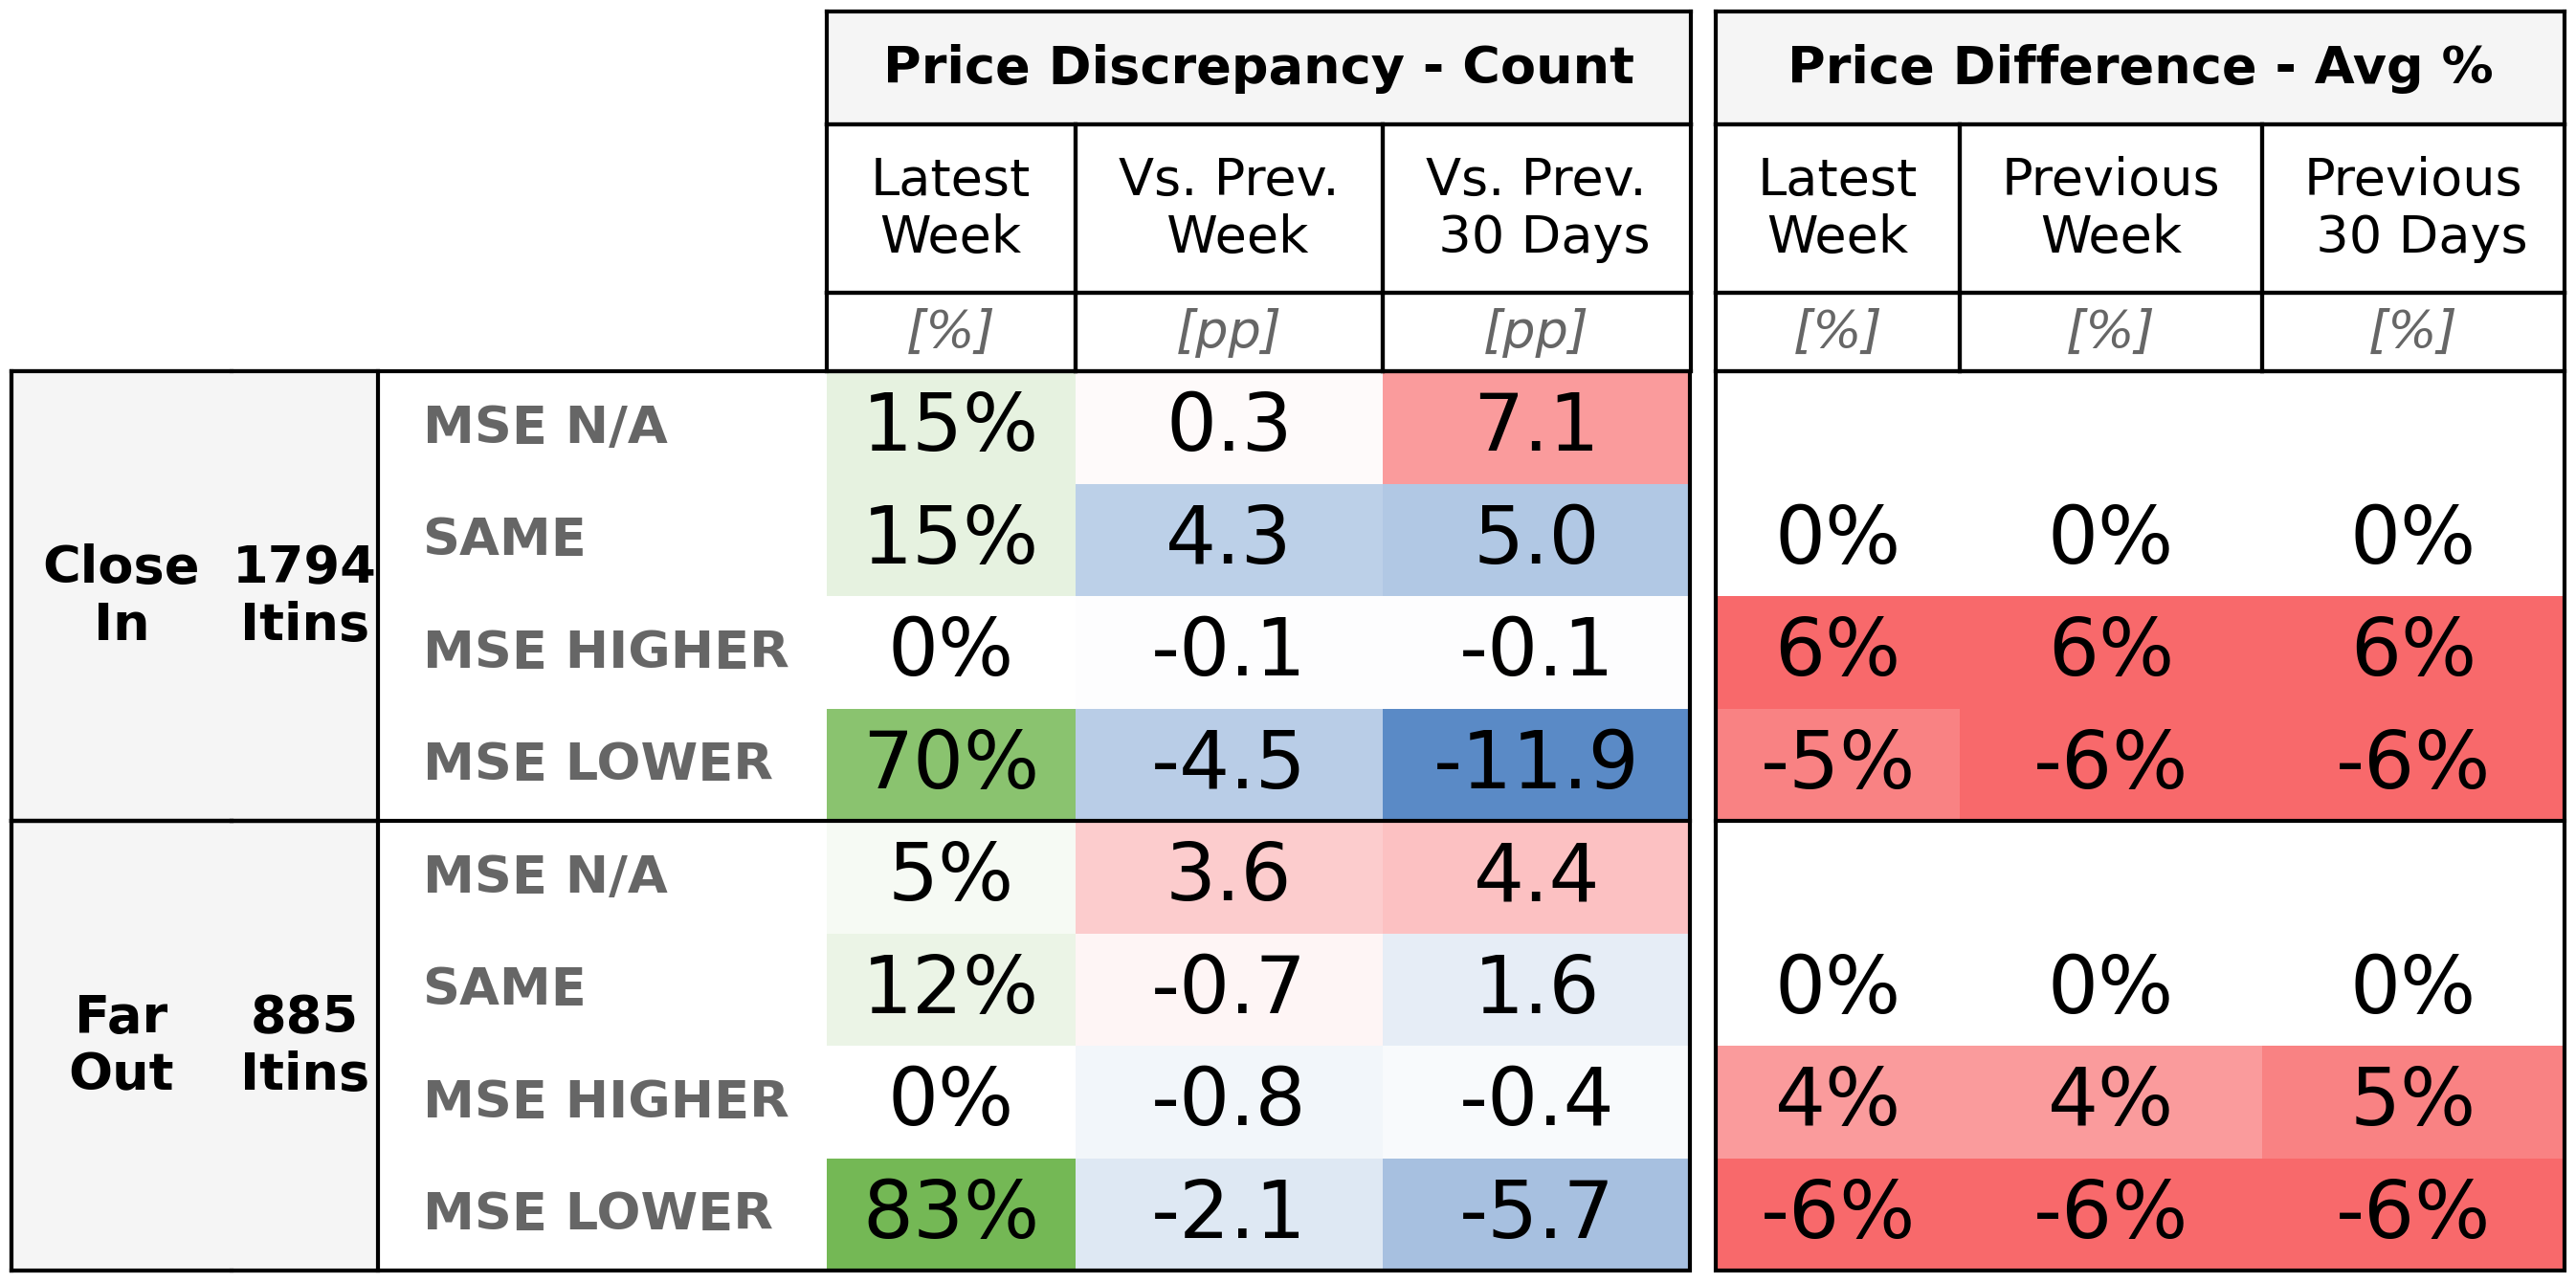 Price Discrepancy - Count Price Difference - Avg %
Latest Week Vs. Prev. Week Vs. Prev. 30 Days Latest Week Previous Week Previous 30 Days
[%] [pp] [pp] [%] [%] [%]
Close In 1794 Itins
MSE N/A 15% 0.3 7.1
SAME 15% 4.3 5.0 0% 0% 0%
MSE HIGHER 0% -0.1 -0.1 6% 6% 6%
MSE LOWER 70% -4.5 -11.9 -5% -6% -6%
Far Out 885 Itins
MSE N/A 5% 3.6 4.4
SAME 12% -0.7 1.6 0% 0% 0%
MSE HIGHER 0% -0.8 -0.4 4% 4% 5%
MSE LOWER 83% -2.1 -5.7 -6% -6% -6%